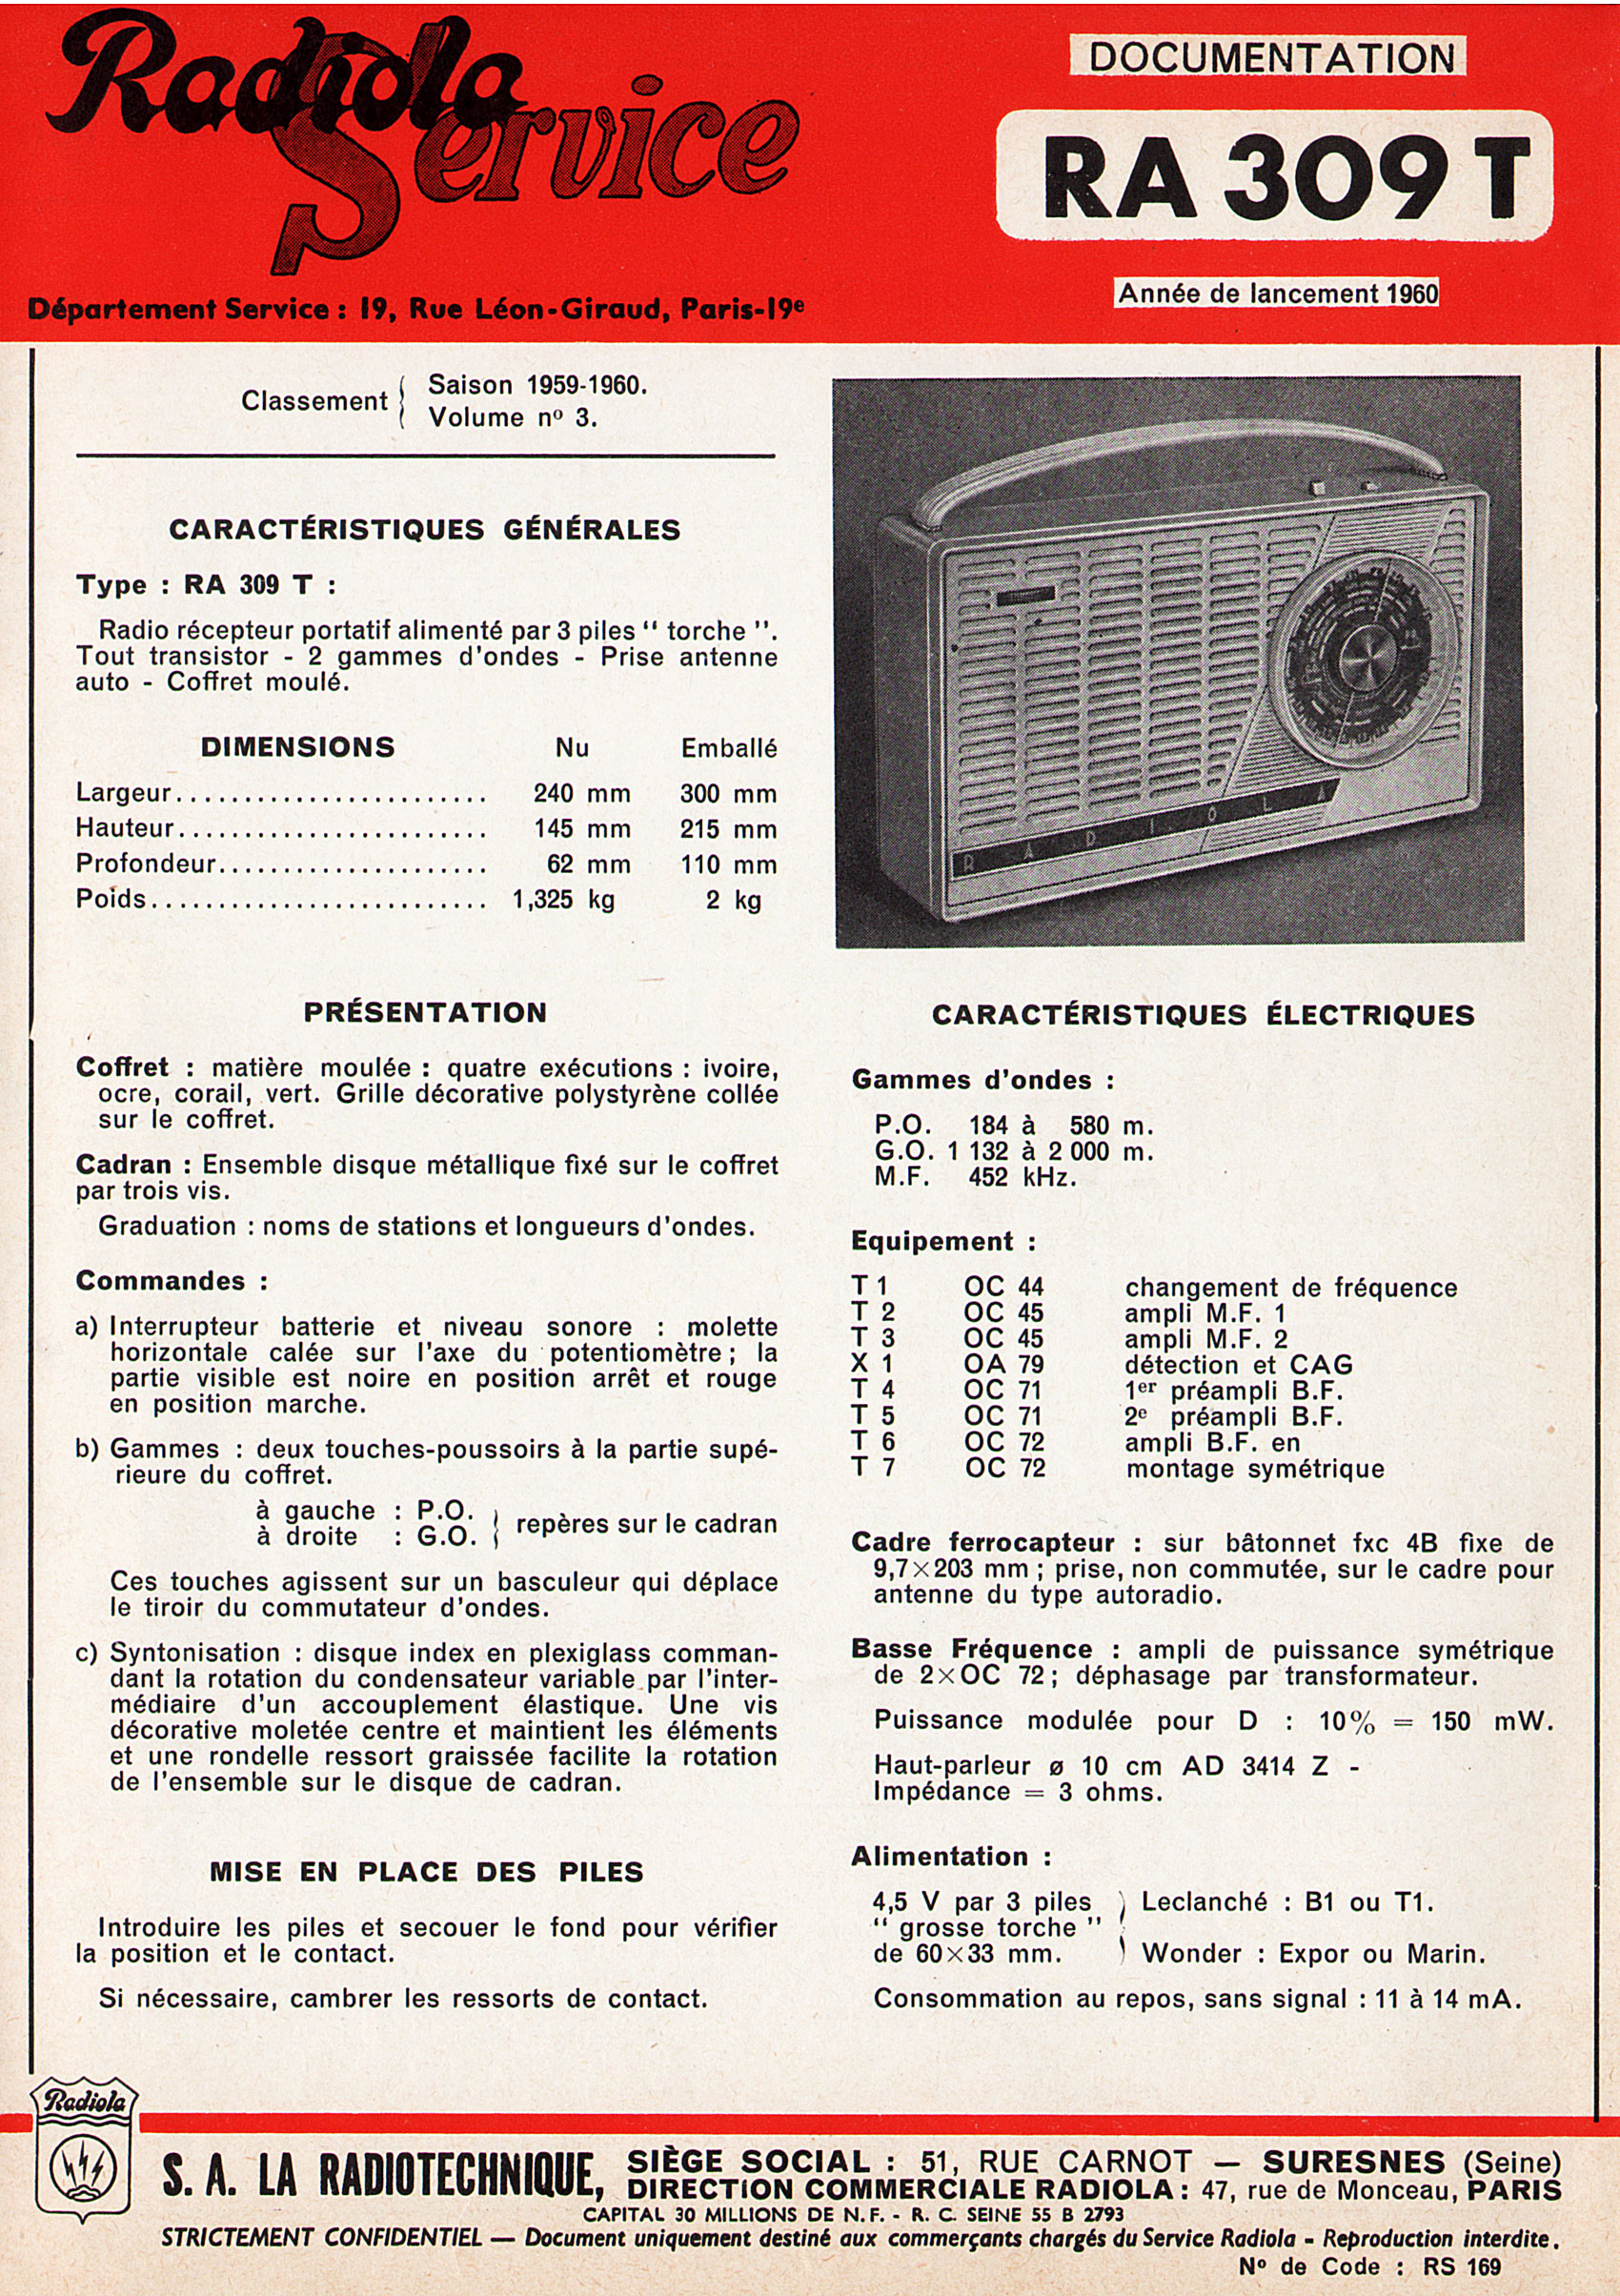 Radiola
Service
DOCUMENTATION
RA 309 T
Département Service : 19, Rue Léon-Giraud, Paris-19e
Année de lancement 1960
Classement { Saison 1959-1960.
Volume nº 3.
CARACTÉRISTIQUES GÉNÉRALES
Type : RA 309 T :
Radio récepteur portatif alimenté par 3 piles “ torche ”.
Tout transistor - 2 gammes d'ondes - Prise antenne
auto - Coffret moulé.
DIMENSIONS Nu Emballé
Largeur....................... 240 mm 300 mm
Hauteur....................... 145 mm 215 mm
Profondeur.................... 62 mm 110 mm
Poids......................... 1,325 kg 2 kg
RADIOLA
PRÉSENTATION
Coffret : matière moulée : quatre exécutions : ivoire,
ocre, corail, vert. Grille décorative polystyrène collée
sur le coffret.
Cadran : Ensemble disque métallique fixé sur le coffret
par trois vis.
Graduation : noms de stations et longueurs d'ondes.
Commandes :
a) Interrupteur batterie et niveau sonore : molette
horizontale calée sur l'axe du potentiomètre ; la
partie visible est noire en position arrêt et rouge
en position marche.
b) Gammes : deux touches-poussoirs à la partie supé-
rieure du coffret.
à gauche : P.O. } repères sur le cadran
à droite : G.O.
Ces touches agissent sur un basculeur qui déplace
le tiroir du commutateur d'ondes.
c) Syntonisation : disque index en plexiglass comman-
dant la rotation du condensateur variable par l'inter-
médiaire d'un accouplement élastique. Une vis
décorative moletée centre et maintient les éléments
et une rondelle ressort graissée facilite la rotation
de l'ensemble sur le disque de cadran.
MISE EN PLACE DES PILES
Introduire les piles et secouer le fond pour vérifier
la position et le contact.
Si nécessaire, cambrer les ressorts de contact.
CARACTÉRISTIQUES ÉLECTRIQUES
Gammes d'ondes :
P.O. 184 à 580 m.
G.O. 1 132 à 2 000 m.
M.F. 452 kHz.
Equipement :
T 1 OC 44 changement de fréquence
T 2 OC 45 ampli M.F. 1
T 3 OC 45 ampli M.F. 2
X 1 OA 79 détection et CAG
T 4 OC 71 1er préampli B.F.
T 5 OC 71 2e préampli B.F.
T 6 OC 72 ampli B.F. en
T 7 OC 72 montage symétrique
Cadre ferrocapteur : sur bâtonnet fxc 4B fixe de
9,7×203 mm ; prise, non commutée, sur le cadre pour
antenne du type autoradio.
Basse Fréquence : ampli de puissance symétrique
de 2×OC 72 ; déphasage par transformateur.
Puissance modulée pour D : 10% = 150 mW.
Haut-parleur ø 10 cm AD 3414 Z -
Impédance = 3 ohms.
Alimentation :
4,5 V par 3 piles } Leclanché : B1 ou T1.
“ grosse torche ”
de 60×33 mm. Wonder : Expor ou Marin.
Consommation au repos, sans signal : 11 à 14 mA.
Radiola
S. A. LA RADIOTECHNIQUE, SIÈGE SOCIAL : 51, RUE CARNOT — SURESNES (Seine)
DIRECTION COMMERCIALE RADIOLA : 47, rue de Monceau, PARIS
CAPITAL 30 MILLIONS DE N.F. - R. C. SEINE 55 B 2793
STRICTEMENT CONFIDENTIEL — Document uniquement destiné aux commerçants chargés du Service Radiola - Reproduction interdite.
Nº de Code : RS 169